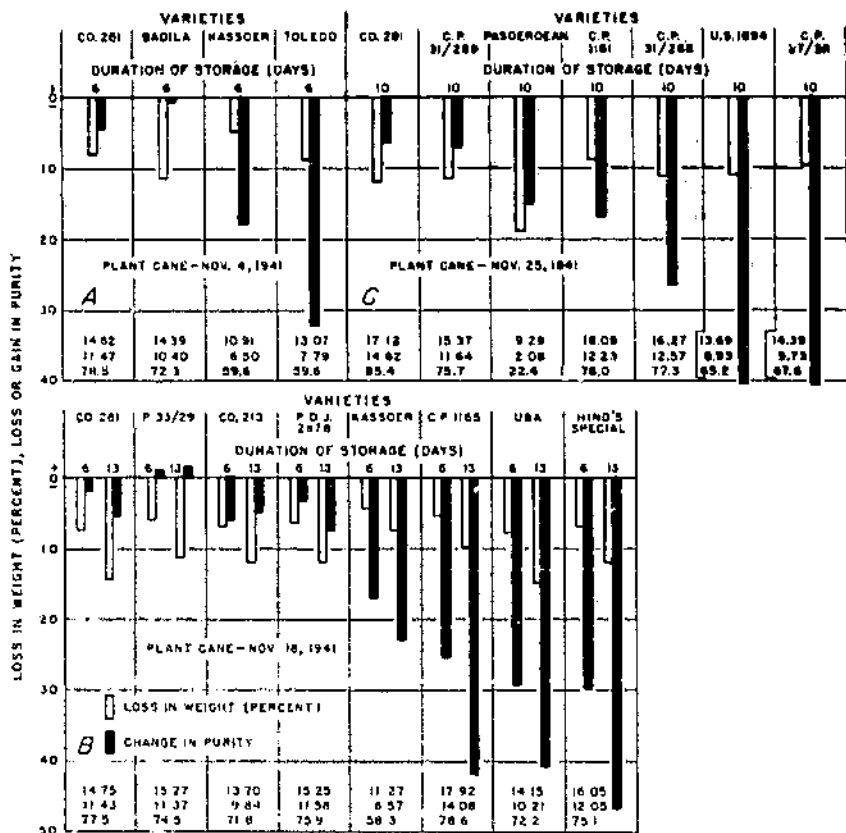 VARIETIES
CO. 281 BADILA KASSOER TOLEDO
DURATION OF STORAGE (DAYS)
6 6 6 6
VARIETIES
CO. 281 C.P. 31/289 PASOEROEAN C.P. 1161 C.P. 31/288 U.S. 1694 C.P.
DURATION OF STORAGE (DAYS)
10 10 10 10 10 10 10
0
10
20
30
40
PLANT CANE—NOV. 4, 1941
A
PLANT CANE—NOV. 25, 1941
C
14.62 14.39 10.91 13.07
11.47 10.40 6.50 7.79
78.5 72.3 59.6 59.6
17.12 15.37 9.29 16.09 16.27 13.69 14.39
14.62 11.64 2.08 12.23 12.57 8.93 9.73
85.4 75.7 22.4 76.0 77.3 65.2 67.6
LOSS IN WEIGHT (PERCENT), LOSS OR GAIN IN PURITY
VARIETIES
CO. 281 P. 33/29 CO. 213 P.O.J. 2878 KASSOER C.P. 1165 UBA HIND'S SPECIAL
DURATION OF STORAGE (DAYS)
+ 6 13 6 13 6 13 6 13 6 13 6 13 6 13 6 13
0
10
20
30
40
50
PLANT CANE—NOV. 18, 1941
LOSS IN WEIGHT (PERCENT)
B CHANGE IN PURITY
14.75 15.27 13.70 15.25 11.27 17.92 14.15 16.05
11.43 11.37 9.84 11.58 6.57 14.08 10.21 12.05
77.5 74.5 71.8 75.9 58.3 78.6 72.2 75.1